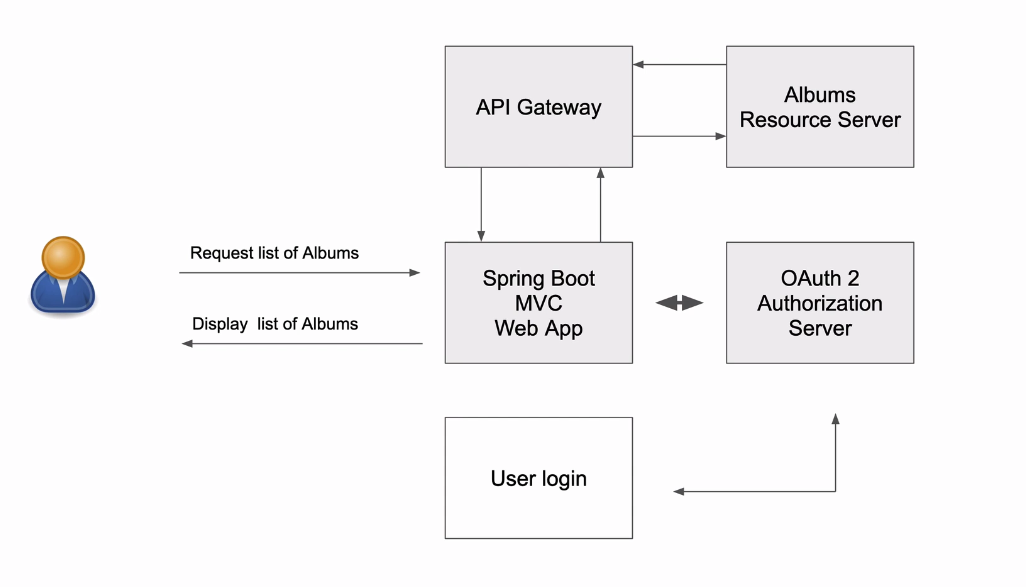 API Gateway
Albums
Resource Server
Request list of Albums
Display list of Albums
Spring Boot
MVC
Web App
OAuth 2
Authorization
Server
User login